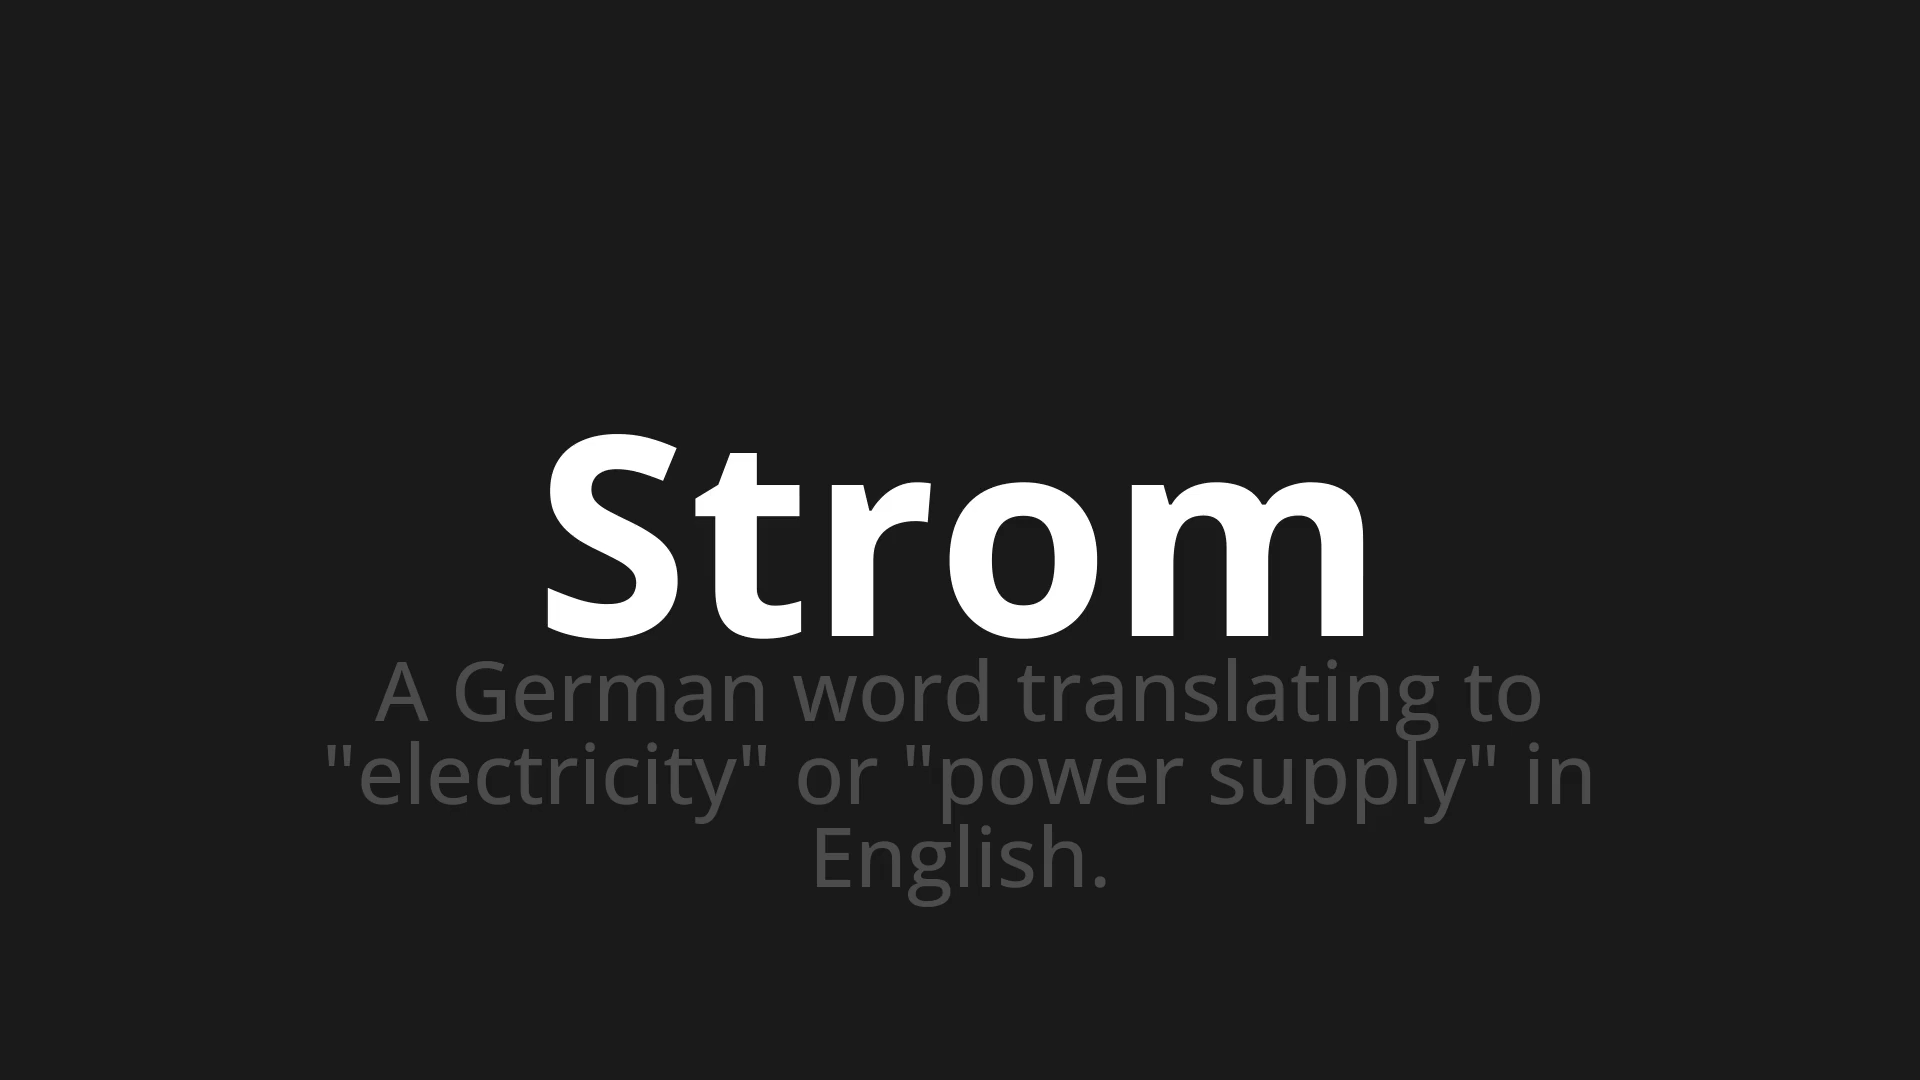 Strom
A German word translating to
"electricity" or "power supply" in
English.